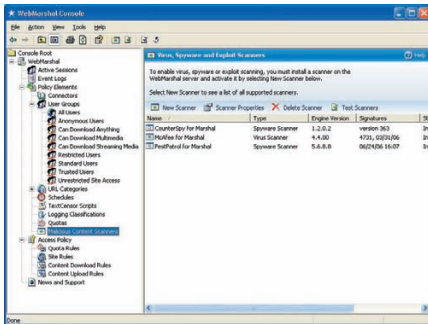 WebMarshal Console
File Action View Tools Help
Console Root
WebMarshal
Active Sessions
Event Logs
Policy Elements
Connectors
User Groups
All Users
Anonymous Users
Can Download Anything
Can Download Multimedia
Can Download Streaming Media
Restricted Users
Standard Users
Trusted Users
Unrestricted Site Access
URL Categories
Schedules
TextCensor Scripts
Logging Classifications
Quotas
Malicious Content Scanners
Access Policy
Quota Rules
Site Rules
Content Download Rules
Content Upload Rules
News and Support
Virus, Spyware and Exploit Scanners Help
To enable virus, spyware or exploit scanning, you must install a scanner on the
WebMarshal server and activate it by selecting New Scanner below.
Select New Scanner to see a list of all supported scanners.
New Scanner Scanner Properties Delete Scanner Test Scanners
Name Type Engine Version Signatures
CounterSpy for Marshal Spyware Scanner 1.2.0.2 version 363
McAfee for Marshal Virus Scanner 4.4.00
PestPatrol for Marshal Spyware Scanner 5.6.8.8 06/24/06 16:07
Done